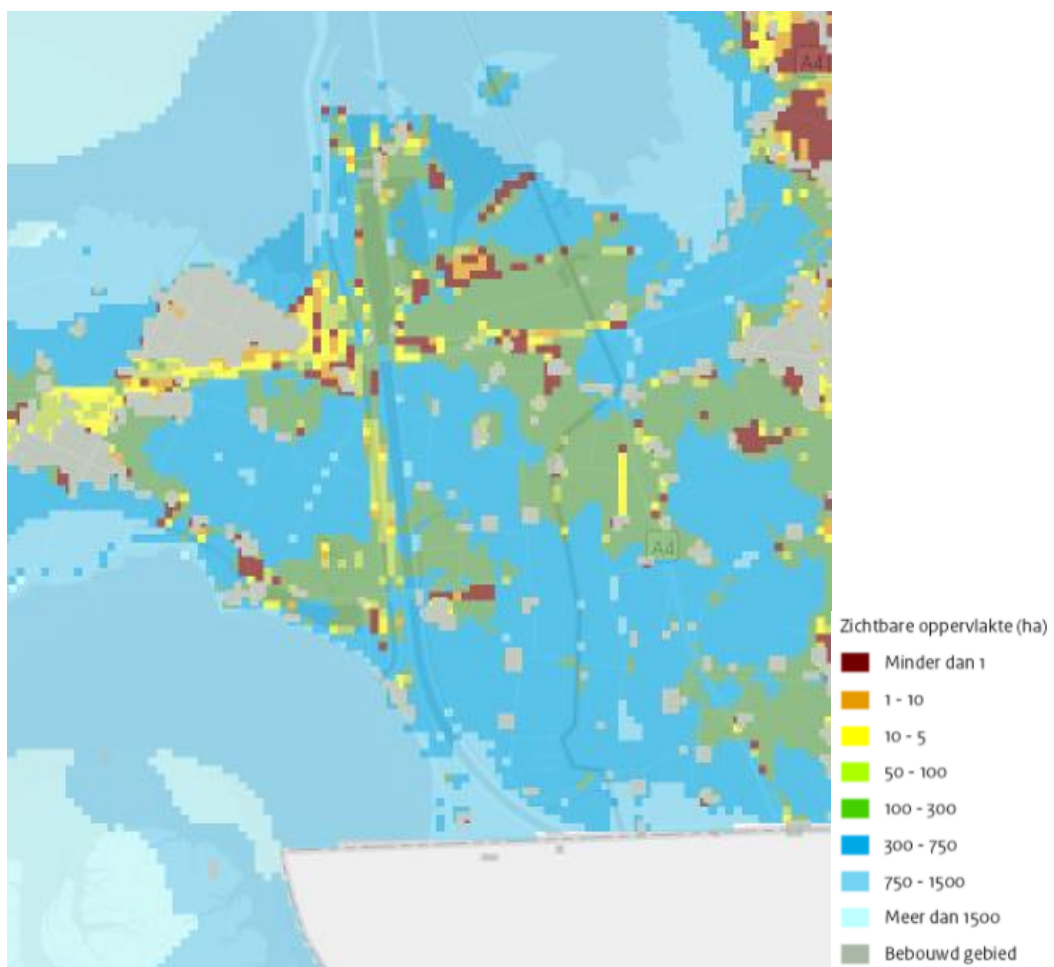 A4
A4
Zichtbare oppervlakte (ha)
Minder dan 1
1 - 10
10 - 5
50 - 100
100 - 300
300 - 750
750 - 1500
Meer dan 1500
Bebouwd gebied